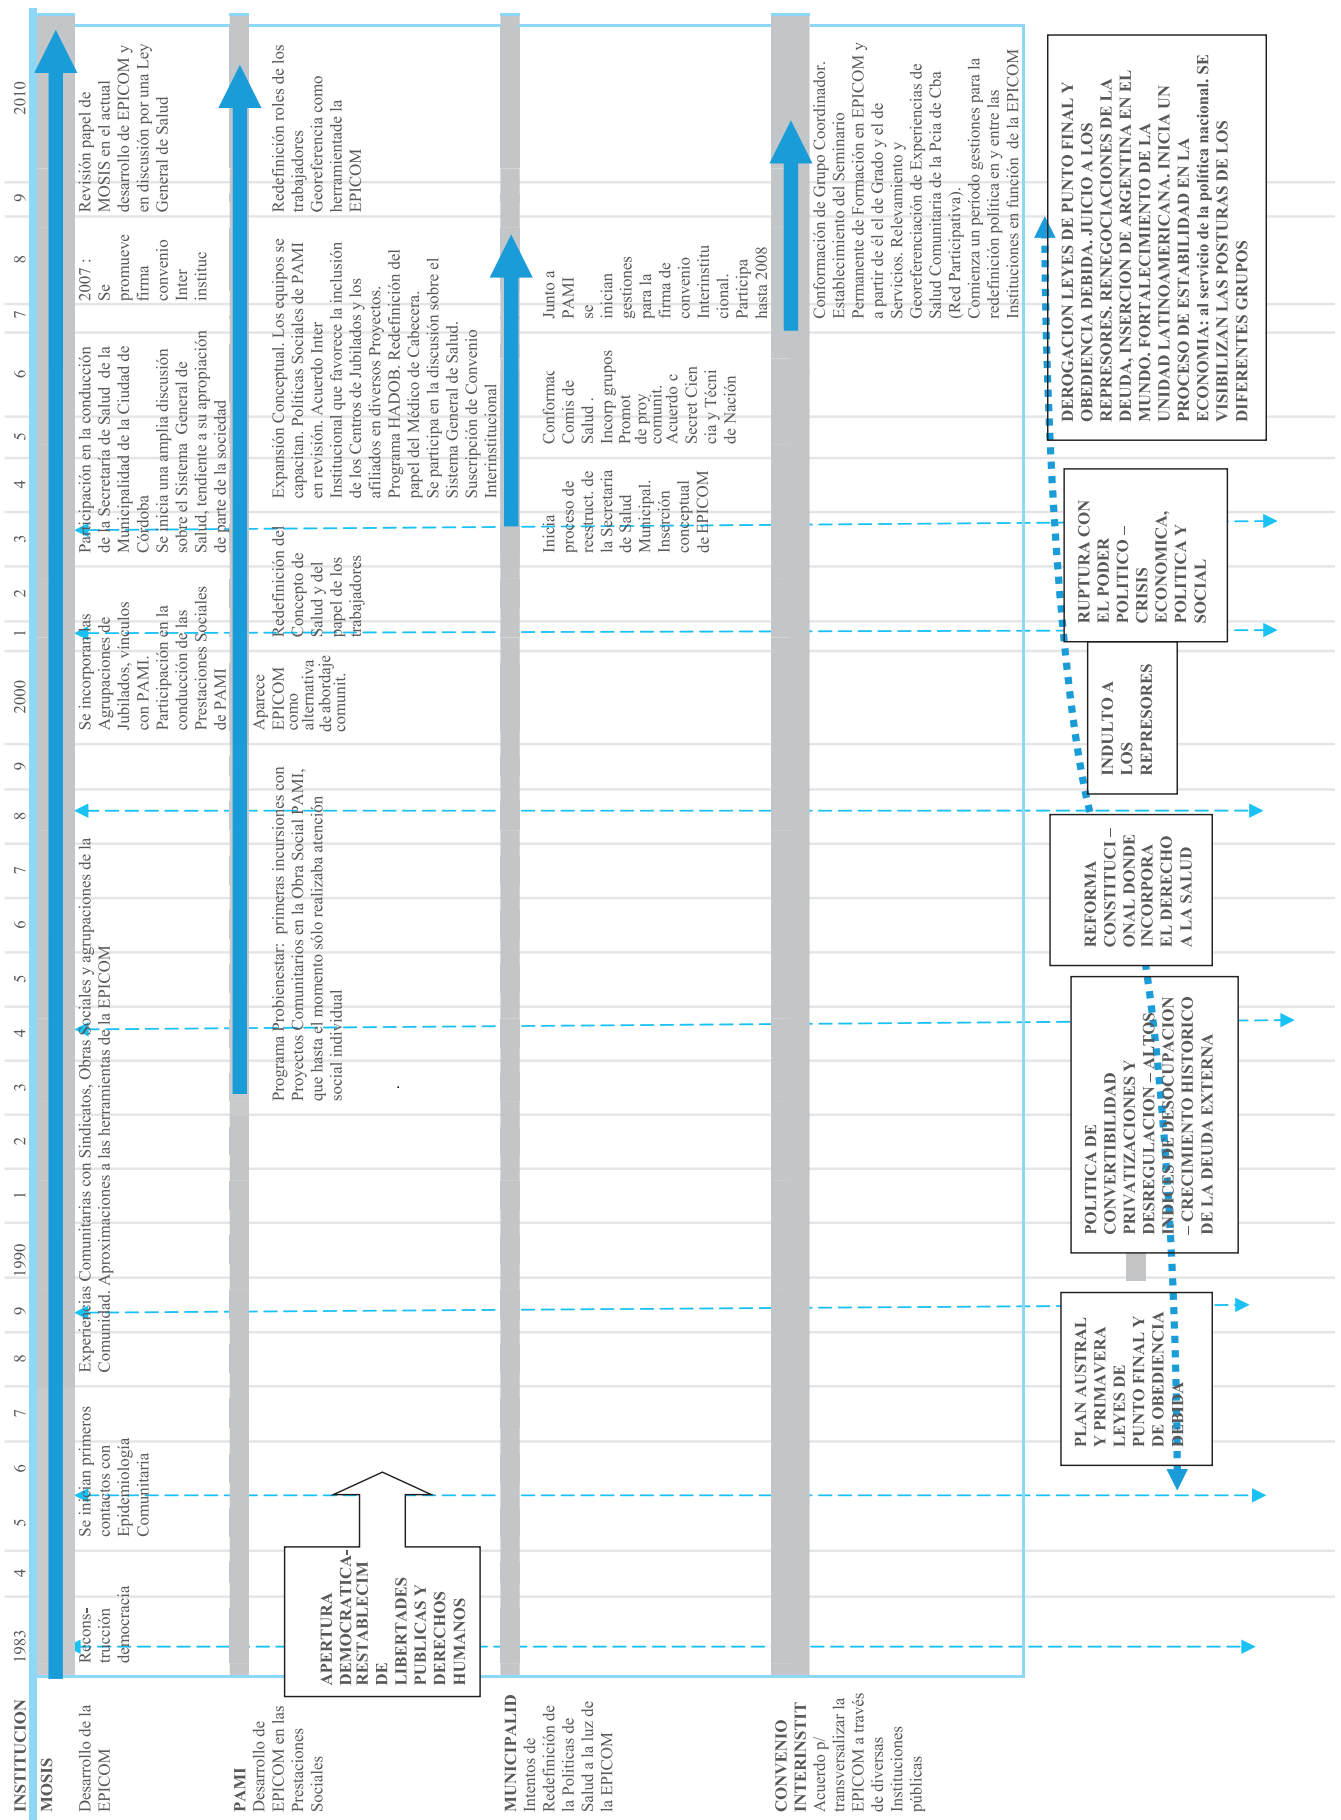 INSTITUCION
1983
4
5
6
7
8
9
1990
1
2
3
4
5
6
7
8
9
2000
1
2
3
4
5
6
7
8
9
2010
MOSIS
Desarrollo de la
EPICOM
Recons-
trucción
democracia
Se inician primeros
contactos con
Epidemiología
Comunitaria
Experiencias Comunitarias con Sindicatos, Obras Sociales y agrupaciones de la
Comunidad. Aproximaciones a las herramientas de la EPICOM
Se incorporan las
Agrupaciones de
Jubilados, vínculos
con PAMI.
Participación en la
conducción de las
Prestaciones Sociales
de PAMI
Participación en la conducción
de la Secretaría de Salud de la
Municipalidad de la Ciudad de
Córdoba
Se inicia una amplia discusión
sobre el Sistema General de
Salud, tendiente a su apropiación
de parte de la sociedad
2007 :
Se
promueve
firma
convenio
Inter
instituc
Revisión papel de
MOSIS en el actual
desarrollo de EPICOM y
en discusión por una Ley
General de Salud
PAMI
Desarrollo de
EPICOM en las
Prestaciones
Sociales
APERTURA
DEMOCRATICA-
RESTABLECIM
DE
LIBERTADES
PUBLICAS Y
DERECHOS
HUMANOS
Programa Probienestar: primeras incursiones con
Proyectos Comunitarios en la Obra Social PAMI,
que hasta el momento sólo realizaba atención
social individual
.
Aparece
EPICOM
como
alternativa
de abordaje
comunit.
Redefinición del
Concepto de
Salud y del
papel de los
trabajadores
Expansión Conceptual. Los equipos se
capacitan. Políticas Sociales de PAMI
en revisión. Acuerdo Inter
Institucional que favorece la inclusión
de los Centros de Jubilados y los
afiliados en diversos Proyectos.
Programa HADOB. Redefinición del
papel del Médico de Cabecera.
Se participa en la discusión sobre el
Sistema General de Salud.
Suscripción de Convenio
Interinstitucional
Redefinición roles de los
trabajadores
Georeferencia como
herramientade la
EPICOM
MUNICIPALID
Intentos de
Redefinición de
la Politicas de
Salud a la luz de
la EPICOM
Inicia
proceso de
reestruct. de
la Secretaria
de Salud
Municipal.
Inserción
conceptual
de EPICOM
Conformac
Comis de
Salud .
Incorp grupos
Promot
de proy
comunit.
Acuerdo c
Secret Cien
cia y Técni
de Nación
Junto a
PAMI
se
inician
gestiones
para la
firma de
convenio
Interinstitu
cional.
Participa
hasta 2008
CONVENIO
INTERINSTIT
Acuerdo p/
transversalizar la
EPICOM a través
de diversas
Instituciones
públicas
Conformación de Grupo Coordinador.
Establecimiento del Seminario
Permanente de Formación en EPICOM y
a partir de él el de Grado y el de
Servicios. Relevamiento y
Georeferenciación de Experiencias de
Salud Comunitaria de la Pcia de Cba
(Red Participativa).
Comienza un período gestiones para la
redefinición política en y entre las
Instituciones en función de la EPICOM
PLAN AUSTRAL
Y PRIMAVERA
LEYES DE
PUNTO FINAL Y
DE OBEDIENCIA
DEBIDA
POLITICA DE
CONVERTIBILIDAD
PRIVATIZACIONES Y
DESREGULACION – ALTOS
INDICES DE DESOCUPACION
– CRECIMIENTO HISTORICO
DE LA DEUDA EXTERNA
REFORMA
CONSTITUCI –
ONAL DONDE
INCORPORA
EL DERECHO
A LA SALUD
INDULTO A
LOS
REPRESORES
RUPTURA CON
EL PODER
POLITICO –
CRISIS
ECONOMICA,
POLITICA Y
SOCIAL
DEROGACION LEYES DE PUNTO FINAL Y
OBEDIENCIA DEBIDA. JUICIO A LOS
REPRESORES. RENEGOCIACIONES DE LA
DEUDA. INSERCION DE ARGENTINA EN EL
MUNDO. FORTALECIMIENTO DE LA
UNIDAD LATINOAMERICANA. INICIA UN
PROCESO DE ESTABILIDAD EN LA
ECONOMIA: al servicio de la política nacional. SE
VISIBILIZAN LAS POSTURAS DE LOS
DIFERENTES GRUPOS